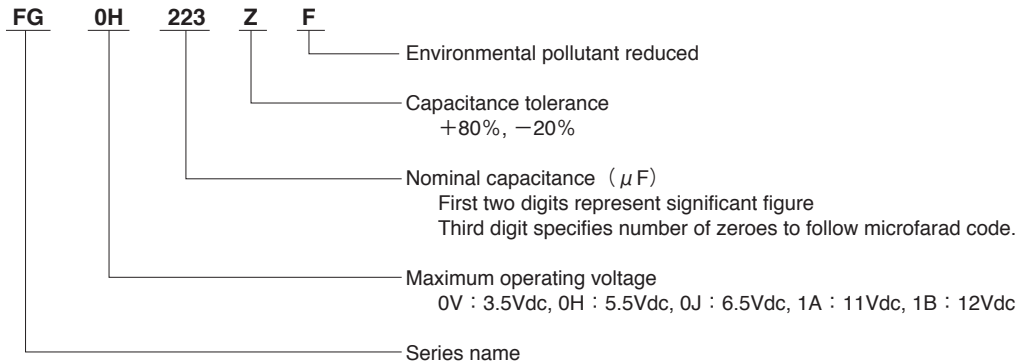 FG 0H 223 Z F
Environmental pollutant reduced
Capacitance tolerance
＋80％, －20％
Nominal capacitance（μF）
First two digits represent significant figure
Third digit specifies number of zeroes to follow microfarad code.
Maximum operating voltage
0V：3.5Vdc, 0H：5.5Vdc, 0J：6.5Vdc, 1A：11Vdc, 1B：12Vdc
Series name